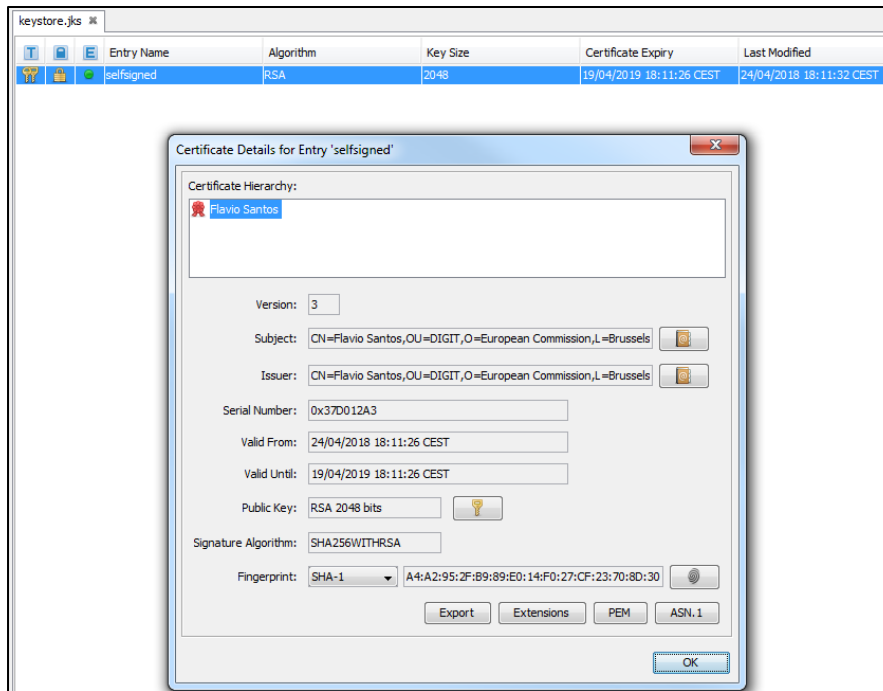 keystore.jks
T E Entry Name Algorithm Key Size Certificate Expiry Last Modified
selfsigned RSA 2048 19/04/2019 18:11:26 CEST 24/04/2018 18:11:32 CEST
Certificate Details for Entry 'selfsigned'
Certificate Hierarchy:
Flavio Santos
Version: 3
Subject: CN=Flavio Santos,OU=DIGIT,O=European Commission,L=Brussels
Issuer: CN=Flavio Santos,OU=DIGIT,O=European Commission,L=Brussels
Serial Number: 0x37D012A3
Valid From: 24/04/2018 18:11:26 CEST
Valid Until: 19/04/2019 18:11:26 CEST
Public Key: RSA 2048 bits
Signature Algorithm: SHA256WITHRSA
Fingerprint: SHA-1 A4:A2:95:2F:B9:89:E0:14:F0:27:CF:23:70:8D:30
Export Extensions PEM ASN.1
OK